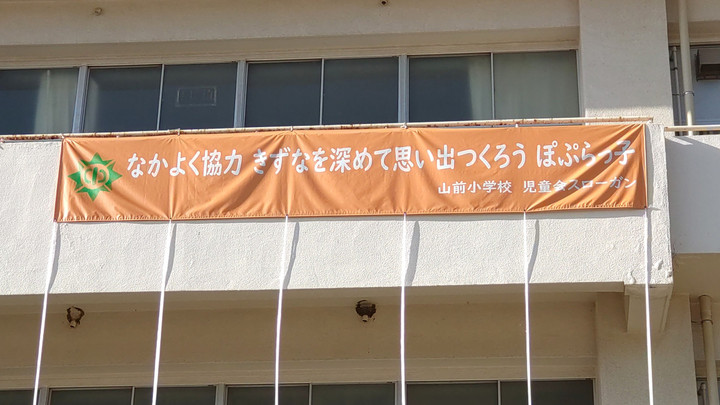 なかよく協力 きずなを深めて思い出つくろう ぽぷらっ子
山前小学校 児童会スローガン